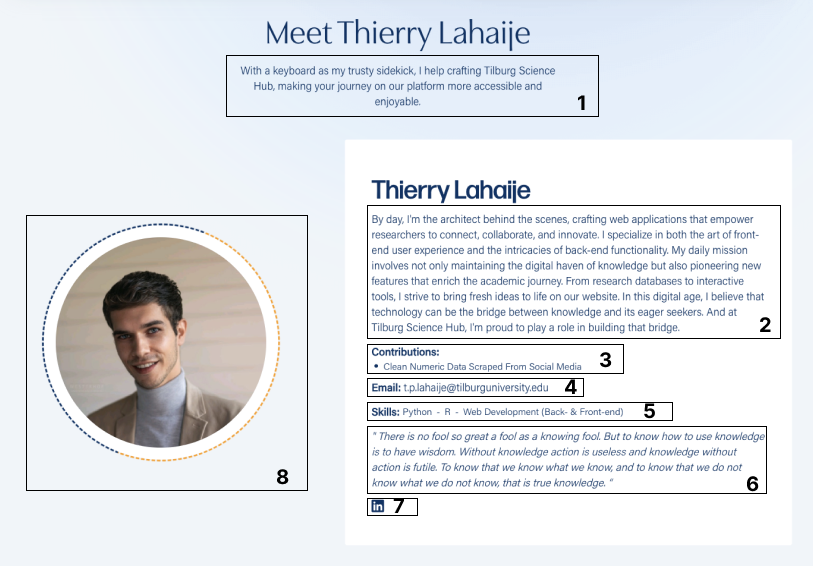 Meet Thierry Lahaije
With a keyboard as my trusty sidekick, I help crafting Tilburg Science
Hub, making your journey on our platform more accessible and
enjoyable.
1
Thierry Lahaije
By day, I'm the architect behind the scenes, crafting web applications that empower
researchers to connect, collaborate, and innovate. I specialize in both the art of front-
end user experience and the intricacies of back-end functionality. My daily mission
involves not only maintaining the digital haven of knowledge but also pioneering new
features that enrich the academic journey. From research databases to interactive
tools, I strive to bring fresh ideas to life on our website. In this digital age, I believe that
technology can be the bridge between knowledge and its eager seekers. And at
Tilburg Science Hub, I'm proud to play a role in building that bridge.
2
Contributions:
• Clean Numeric Data Scraped From Social Media
3
Email: t.p.lahaije@tilburguniversity.edu 4
Skills: Python - R - Web Development (Back- & Front-end) 5
" There is no fool so great a fool as a knowing fool. But to know how to use knowledge
is to have wisdom. Without knowledge action is useless and knowledge without
action is futile. To know that we know what we know, and to know that we do not
know what we do not know, that is true knowledge. "
6
in 7
8